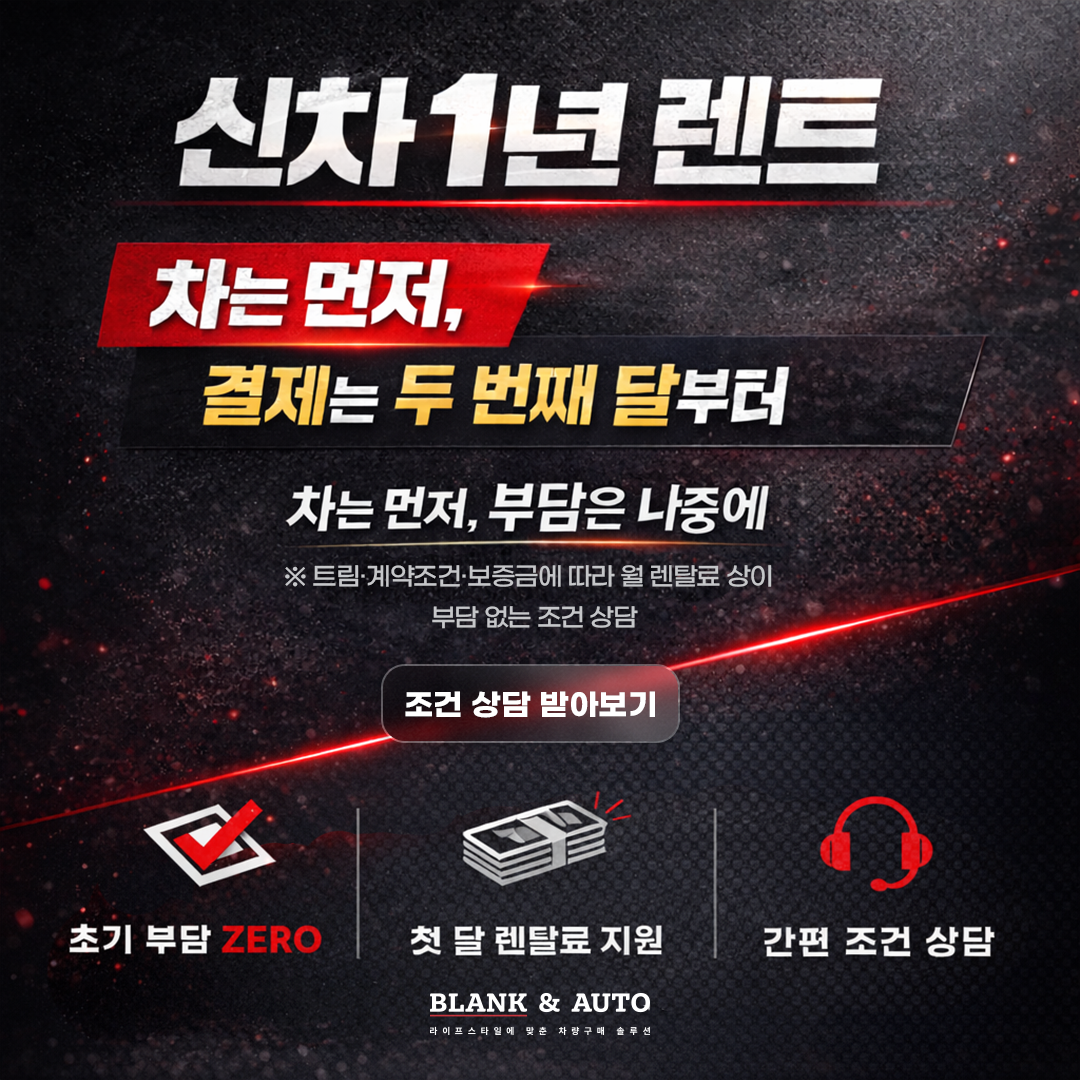 신차 1년 렌트
차는 먼저,
결제는 두 번째 달부터
차는 먼저, 부담은 나중에
※ 트림·계약조건·보증금에 따라 월 렌탈료 상이
부담 없는 조건 상담
조건 상담 받아보기
초기 부담 ZERO
첫 달 렌탈료 지원
간편 조건 상담
BLANK & AUTO
라이프스타일에 맞춘 차량구매 솔루션